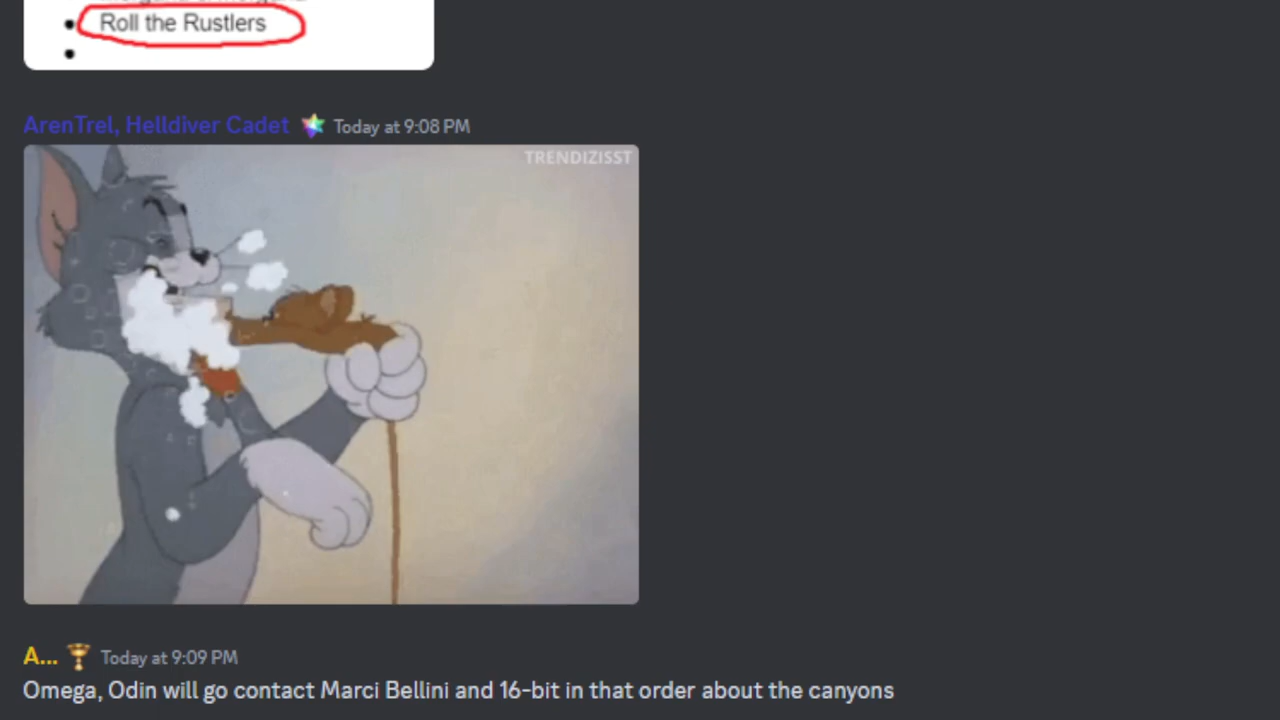 Roll the Rustlers
ArenTrel, Helldiver Cadet Today at 9:08 PM
TRENDIZISST
A... Today at 9:09 PM
Omega, Odin will go contact Marci Bellini and 16-bit in that order about the canyons